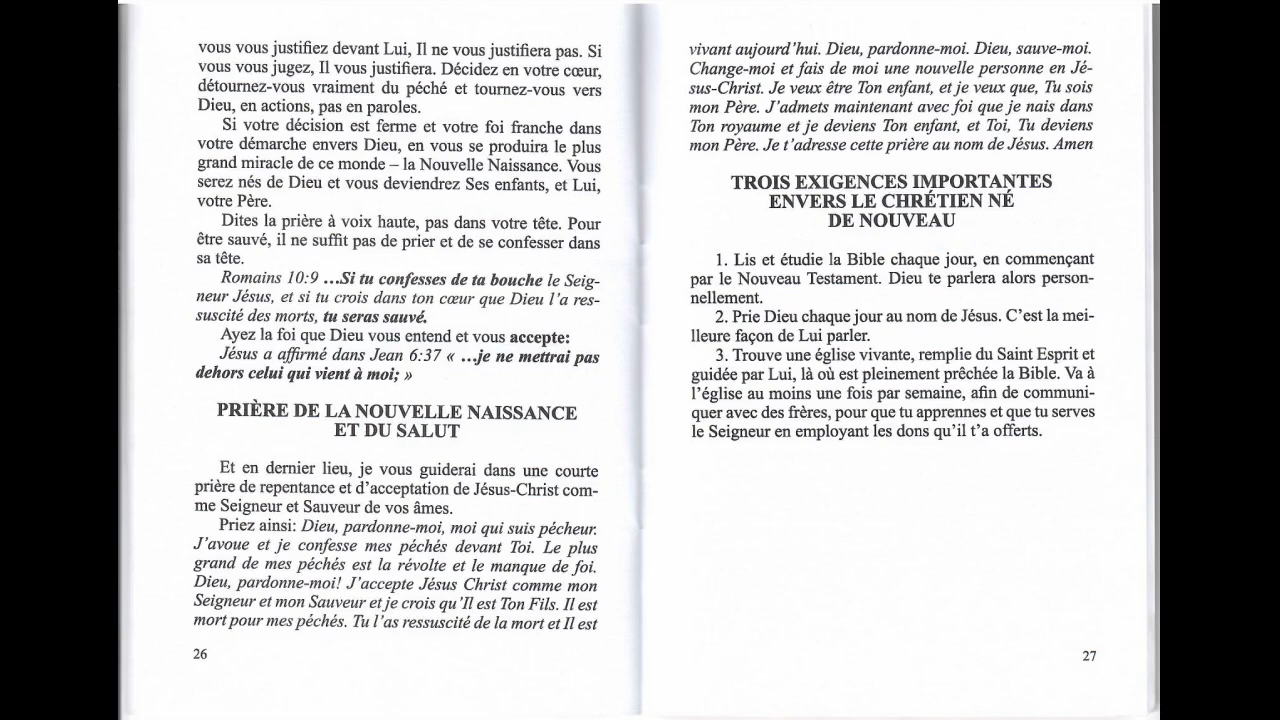 vous vous justifiez devant Lui, Il ne vous justifiera pas. Si
vous vous jugez, Il vous justifiera. Décidez en votre cœur,
détournez-vous vraiment du péché et tournez-vous vers
Dieu, en actions, pas en paroles.
Si votre décision est ferme et votre foi franche dans
votre démarche envers Dieu, en vous se produira le plus
grand miracle de ce monde – la Nouvelle Naissance. Vous
serez nés de Dieu et vous deviendrez Ses enfants, et Lui,
votre Père.
Dites la prière à voix haute, pas dans votre tête. Pour
être sauvé, il ne suffit pas de prier et de se confesser dans
sa tête.
Romains 10:9 ...Si tu confesses de ta bouche le Seig-
neur Jésus, et si tu crois dans ton cœur que Dieu l'a res-
suscité des morts, tu seras sauvé.
Ayez la foi que Dieu vous entend et vous accepte:
Jésus a affirmé dans Jean 6:37 « ...je ne mettrai pas
dehors celui qui vient à moi; »
PRIÈRE DE LA NOUVELLE NAISSANCE
ET DU SALUT
Et en dernier lieu, je vous guiderai dans une courte
prière de repentance et d'acceptation de Jésus-Christ com-
me Seigneur et Sauveur de vos âmes.
Priez ainsi: Dieu, pardonne-moi, moi qui suis pécheur.
J'avoue et je confesse mes péchés devant Toi. Le plus
grand de mes péchés est la révolte et le manque de foi.
Dieu, pardonne-moi! J'accepte Jésus Christ comme mon
Seigneur et mon Sauveur et je crois qu'Il est Ton Fils. Il est
mort pour mes péchés. Tu l'as ressuscité de la mort et Il est
26
vivant aujourd'hui. Dieu, pardonne-moi. Dieu, sauve-moi.
Change-moi et fais de moi une nouvelle personne en Jé-
sus-Christ. Je veux être Ton enfant, et je veux que, Tu sois
mon Père. J'admets maintenant avec foi que je nais dans
Ton royaume et je deviens Ton enfant, et Toi, Tu deviens
mon Père. Je t'adresse cette prière au nom de Jésus. Amen
TROIS EXIGENCES IMPORTANTES
ENVERS LE CHRÉTIEN NÉ
DE NOUVEAU
1. Lis et étudie la Bible chaque jour, en commençant
par le Nouveau Testament. Dieu te parlera alors person-
nellement.
2. Prie Dieu chaque jour au nom de Jésus. C'est la mei-
lleure façon de Lui parler.
3. Trouve une église vivante, remplie du Saint Esprit et
guidée par Lui, là où est pleinement prêchée la Bible. Va à
l'église au moins une fois par semaine, afin de communi-
quer avec des frères, pour que tu apprennes et que tu serves
le Seigneur en employant les dons qu'il t'a offerts.
27